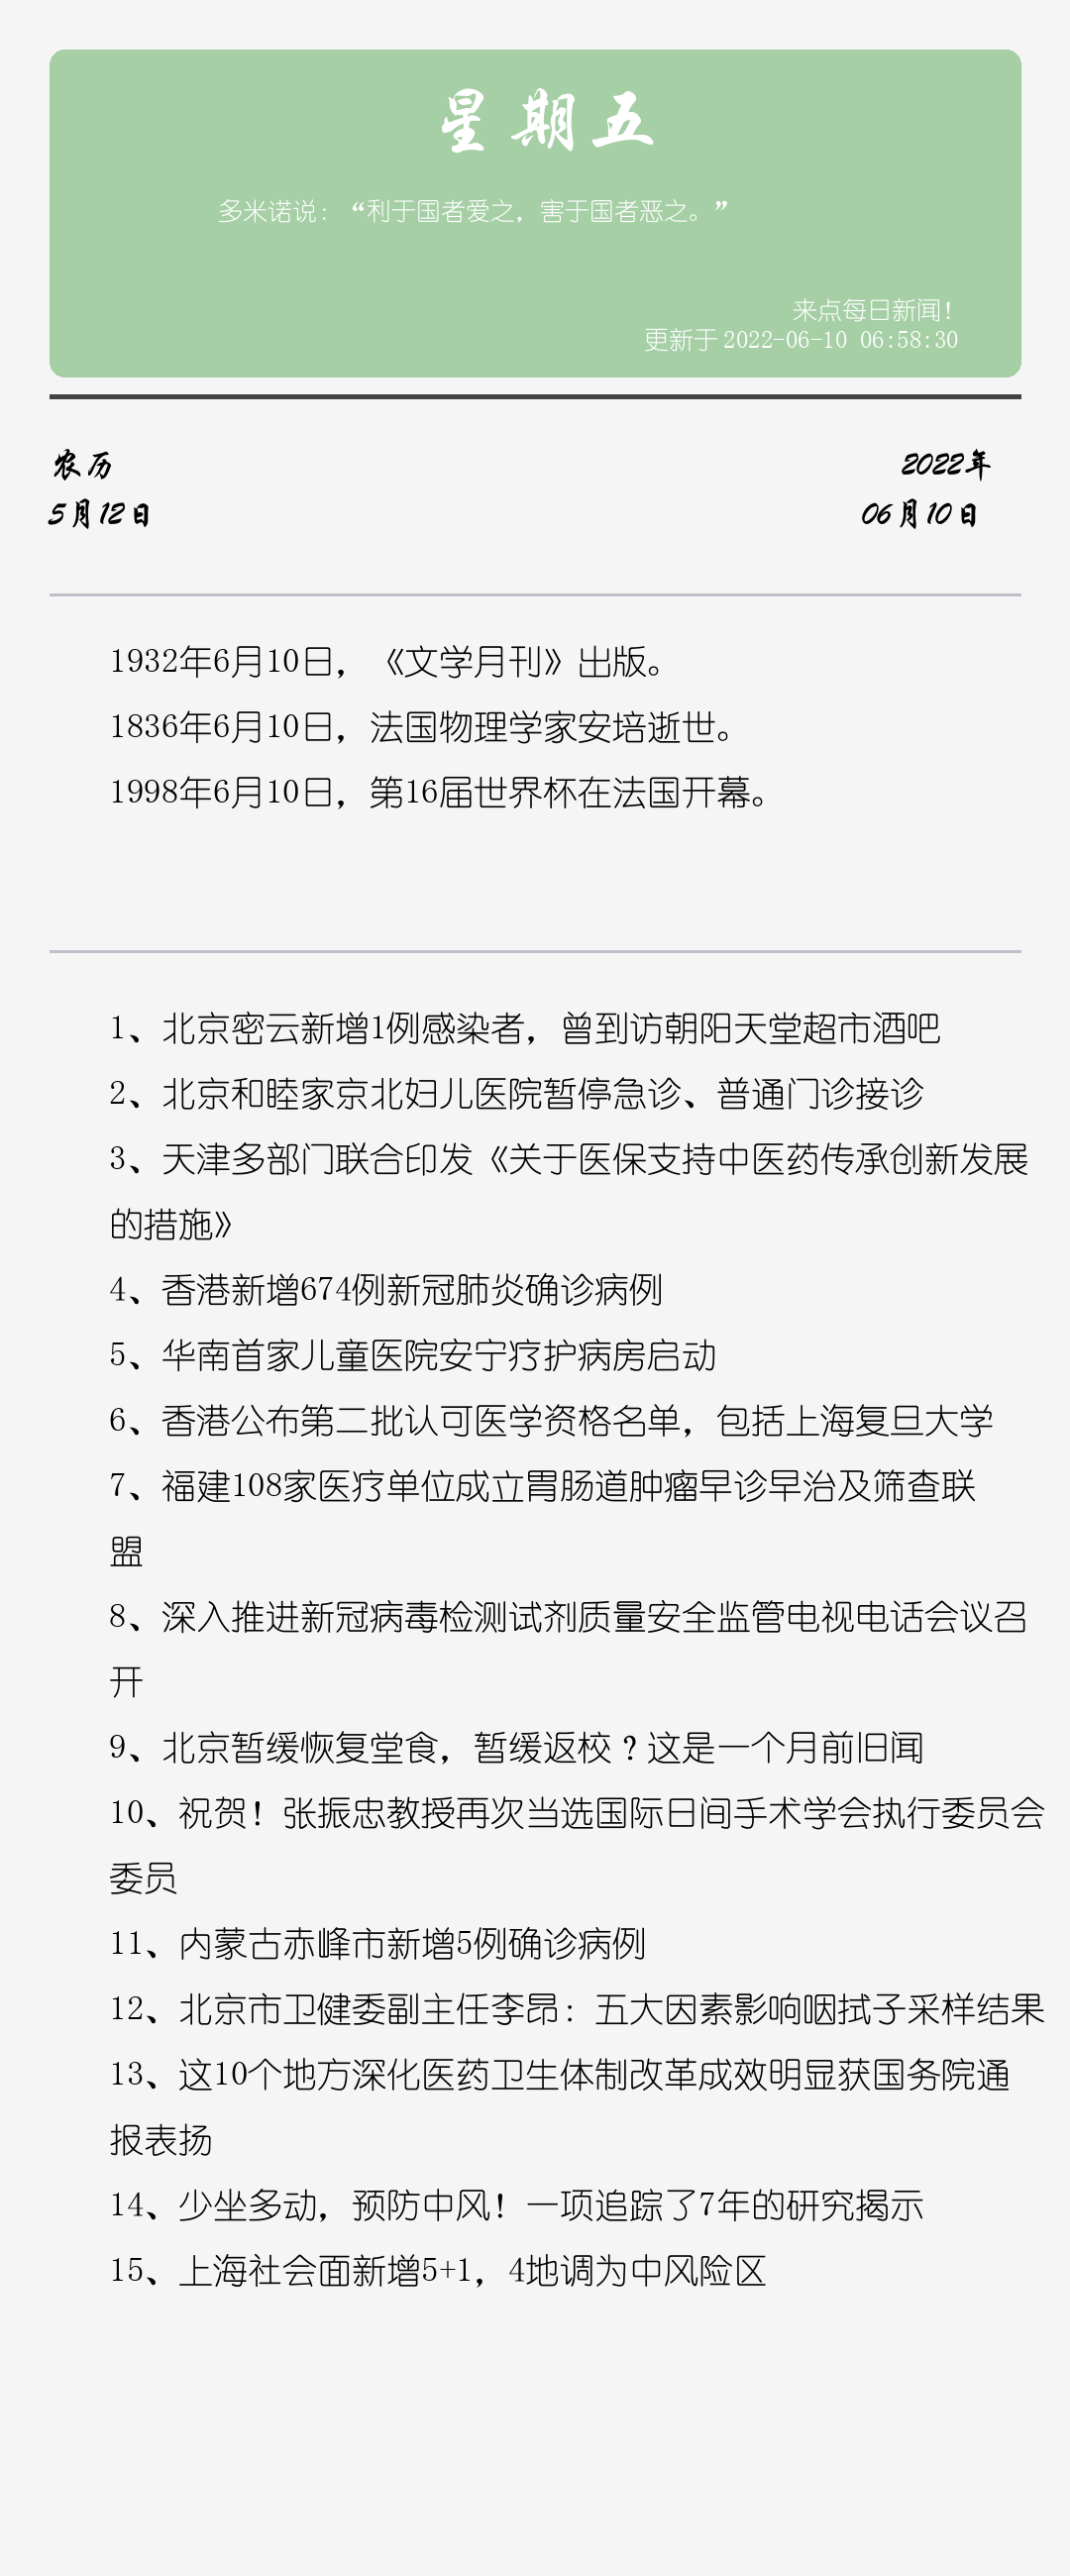 星期五
多米诺说：“利于国者爱之，害于国者恶之。”
来点每日新闻！
更新于 2022-06-10 06:58:30
农历
2022年
5月12日
06月10日
1932年6月10日，《文学月刊》出版。
1836年6月10日，法国物理学家安培逝世。
1998年6月10日，第16届世界杯在法国开幕。
1、北京密云新增1例感染者，曾到访朝阳天堂超市酒吧
2、北京和睦家京北妇儿医院暂停急诊、普通门诊接诊
3、天津多部门联合印发《关于医保支持中医药传承创新发展
的措施》
4、香港新增674例新冠肺炎确诊病例
5、华南首家儿童医院安宁疗护病房启动
6、香港公布第二批认可医学资格名单，包括上海复旦大学
7、福建108家医疗单位成立胃肠道肿瘤早诊早治及筛查联
盟
8、深入推进新冠病毒检测试剂质量安全监管电视电话会议召
开
9、北京暂缓恢复堂食，暂缓返校？这是一个月前旧闻
10、祝贺！张振忠教授再次当选国际日间手术学会执行委员会
委员
11、内蒙古赤峰市新增5例确诊病例
12、北京市卫健委副主任李昂：五大因素影响咽拭子采样结果
13、这10个地方深化医药卫生体制改革成效明显获国务院通
报表扬
14、少坐多动，预防中风！一项追踪了7年的研究揭示
15、上海社会面新增5+1，4地调为中风险区